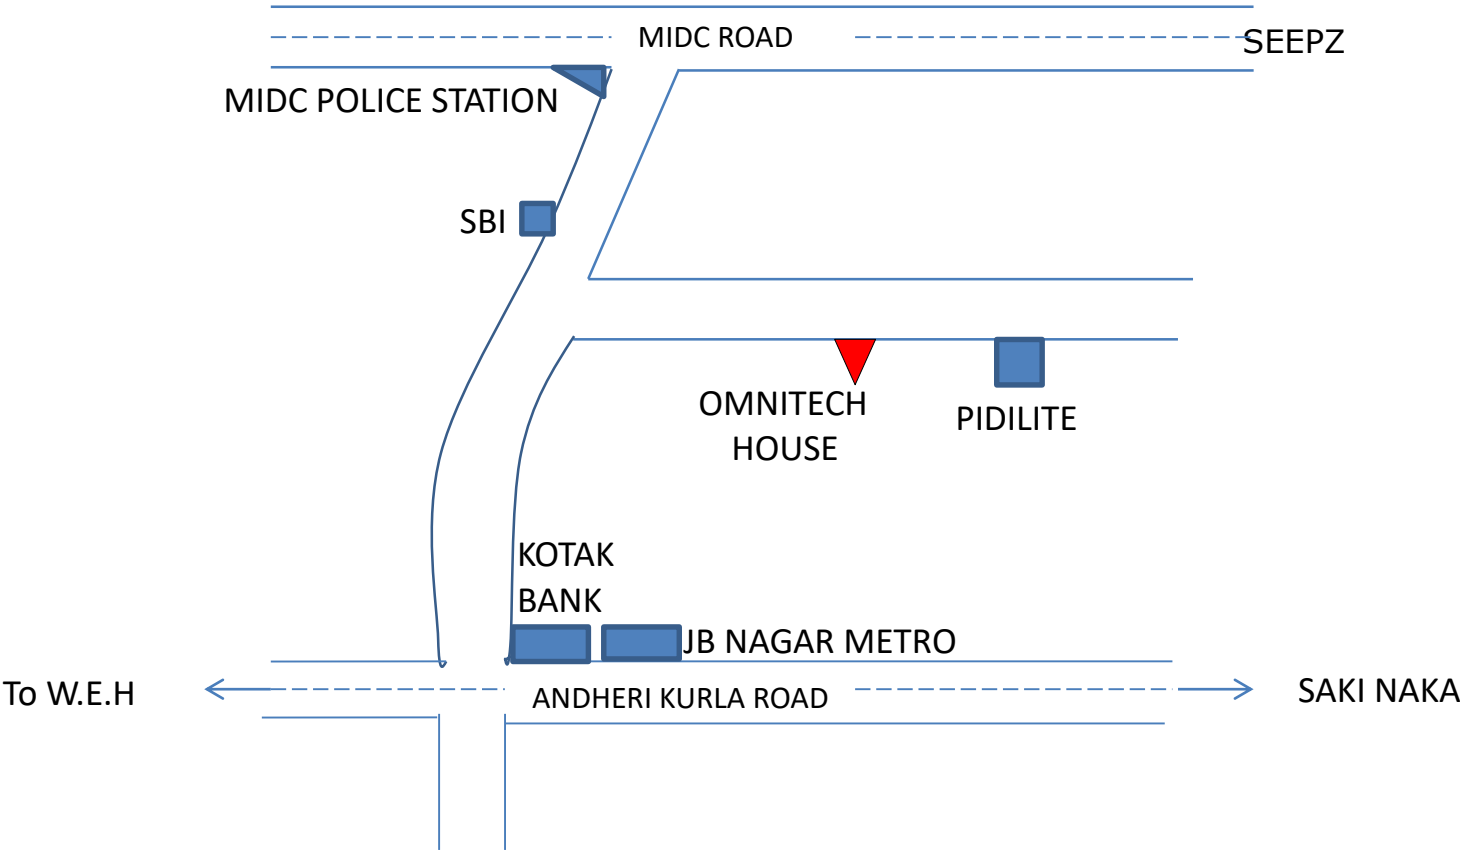 MIDC ROAD
SEEPZ
MIDC POLICE STATION
SBI
OMNITECH
HOUSE
PIDILITE
KOTAK
BANK
JB NAGAR METRO
To W.E.H
ANDHERI KURLA ROAD
SAKI NAKA